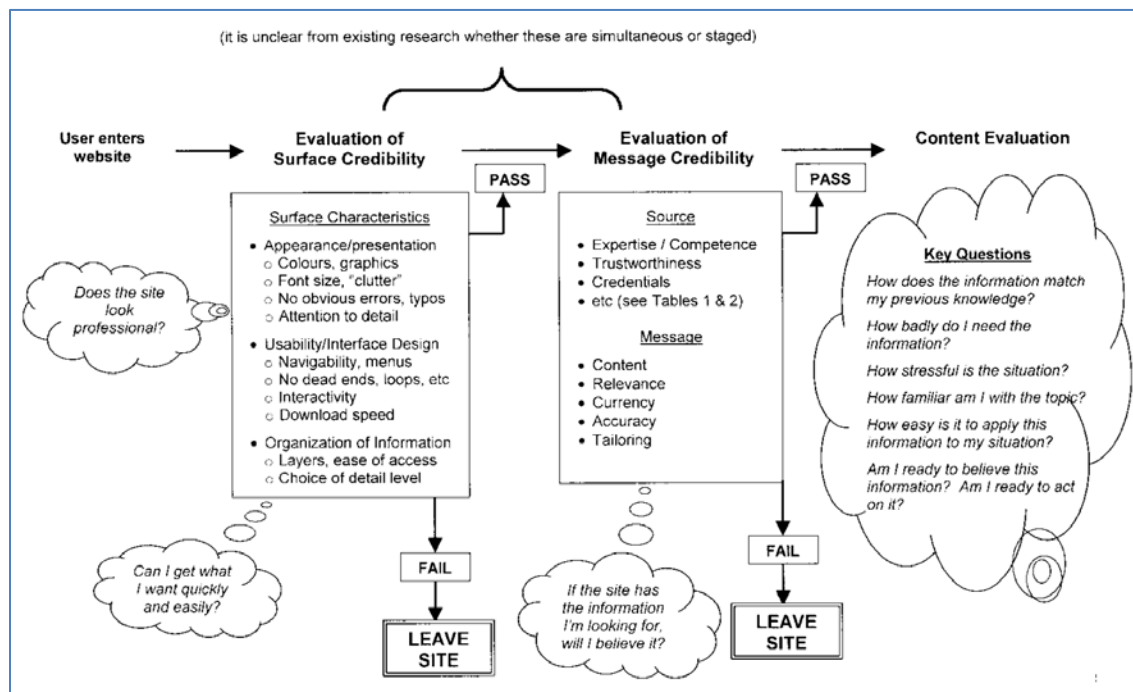 (it is unclear from existing research whether these are simultaneous or staged)
User enters
website
Evaluation of
Surface Credibility
PASS
Evaluation of
Message Credibility
PASS
Content Evaluation
Does the site
look
professional?
Surface Characteristics
• Appearance/presentation
○ Colours, graphics
○ Font size, “clutter”
○ No obvious errors, typos
○ Attention to detail
• Usability/Interface Design
○ Navigability, menus
○ No dead ends, loops, etc
○ Interactivity
○ Download speed
• Organization of Information
○ Layers, ease of access
○ Choice of detail level
Can I get what
I want quickly
and easily?
FAIL
LEAVE
SITE
Source
• Expertise / Competence
• Trustworthiness
• Credentials
• etc (see Tables 1 & 2)
Message
• Content
• Relevance
• Currency
• Accuracy
• Tailoring
If the site has
the information
I’m looking for,
will I believe it?
FAIL
LEAVE
SITE
Key Questions
How does the information match
my previous knowledge?
How badly do I need the
information?
How stressful is the situation?
How familiar am I with the topic?
How easy is it to apply this
information to my situation?
Am I ready to believe this
information? Am I ready to act
on it?